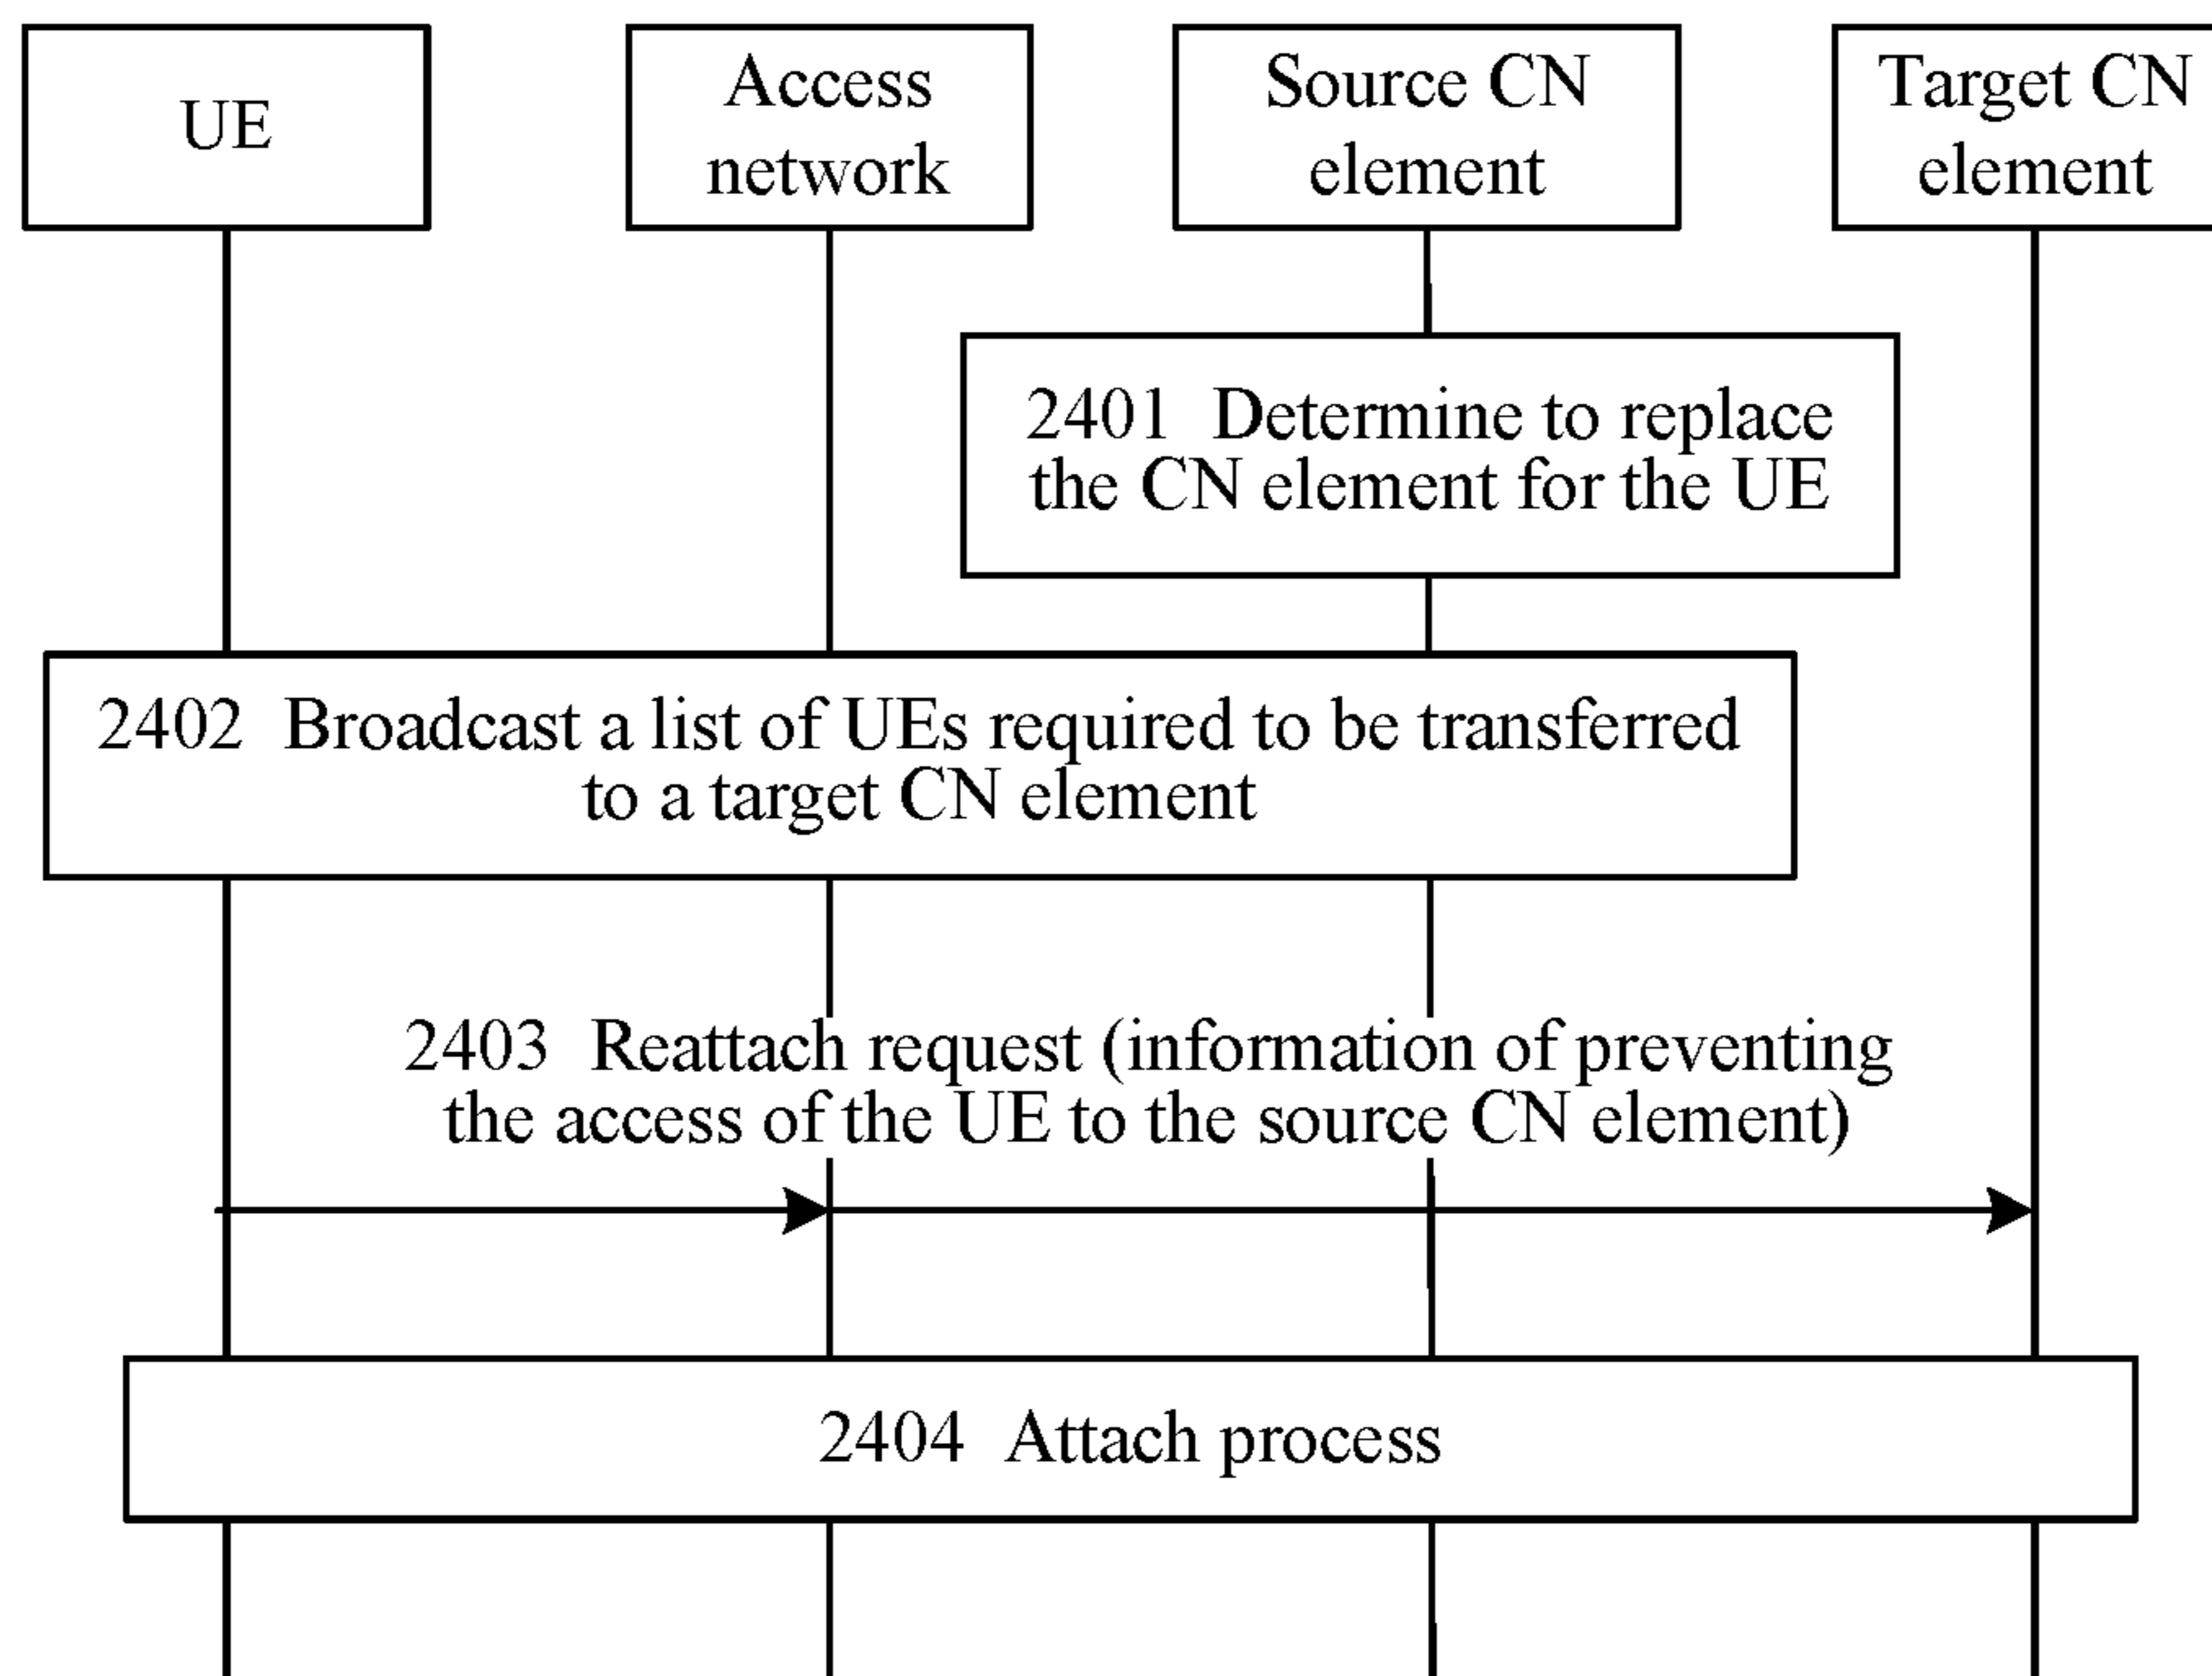 UE
Access
network
Source CN
element
Target CN
element
2401 Determine to replace
the CN element for the UE
2402 Broadcast a list of UEs required to be transferred
to a target CN element
2403 Reattach request (information of preventing
the access of the UE to the source CN element)
2404 Attach process